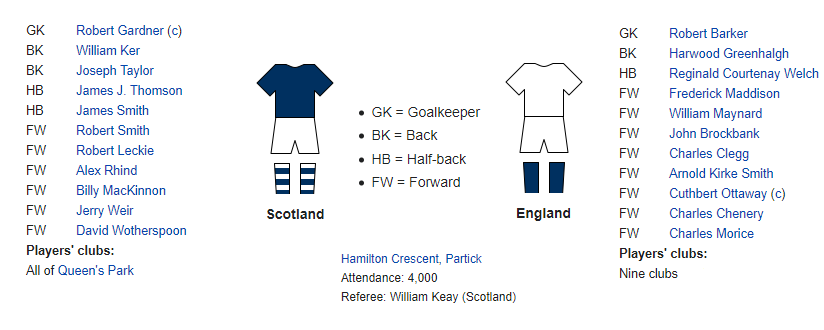 GK Robert Gardner (c)
BK William Ker
BK Joseph Taylor
HB James J. Thomson
HB James Smith
FW Robert Smith
FW Robert Leckie
FW Alex Rhind
FW Billy MacKinnon
FW Jerry Weir
FW David Wotherspoon
Players' clubs:
All of Queen's Park
Scotland
• GK = Goalkeeper
• BK = Back
• HB = Half-back
• FW = Forward
England
Hamilton Crescent, Partick
Attendance: 4,000
Referee: William Keay (Scotland)
GK Robert Barker
BK Harwood Greenhalgh
HB Reginald Courtenay Welch
FW Frederick Maddison
FW William Maynard
FW John Brockbank
FW Charles Clegg
FW Arnold Kirke Smith
FW Cuthbert Ottaway (c)
FW Charles Chenery
FW Charles Morice
Players' clubs:
Nine clubs